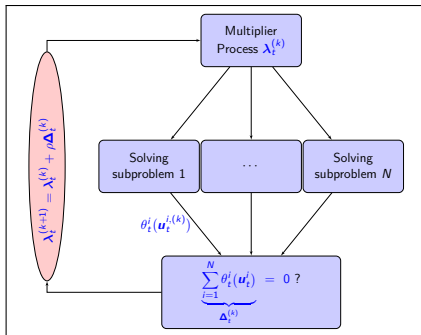 Multiplier
Process λ_t^{(k)}
Solving
subproblem 1
...
Solving
subproblem N
θ_t^i(u_t^{i,(k)})
∑_{i=1}^{N} θ_t^i(u_t^i) = 0 ?
Δ_t^{(k)}
λ_t^{(k+1)} = λ_t^{(k)} + ρΔ_t^{(k)}